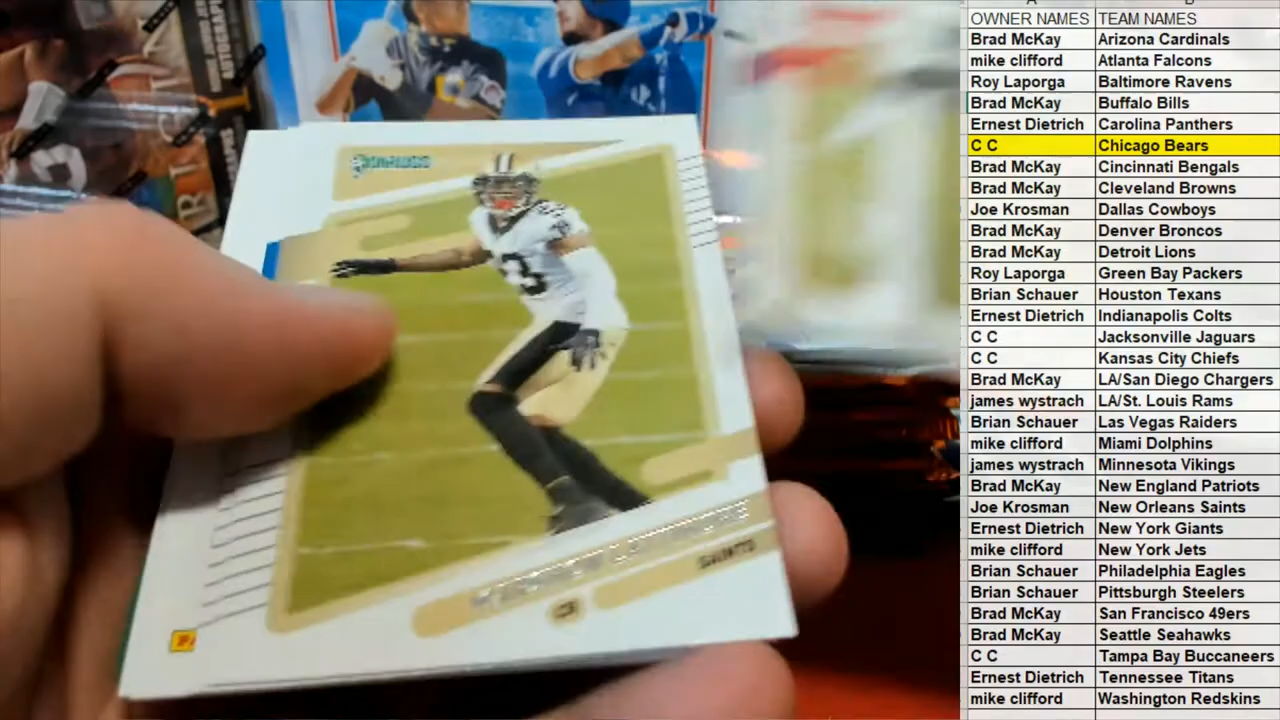 DONRUSS
23
MARSHON LATTIMORE
SAINTS
CB
AUTOGRAPH
OWNER NAMES TEAM NAMES
Brad McKay Arizona Cardinals
mike clifford Atlanta Falcons
Roy Laporga Baltimore Ravens
Brad McKay Buffalo Bills
Ernest Dietrich Carolina Panthers
C C Chicago Bears
Brad McKay Cincinnati Bengals
Brad McKay Cleveland Browns
Joe Krosman Dallas Cowboys
Brad McKay Denver Broncos
Brad McKay Detroit Lions
Roy Laporga Green Bay Packers
Brian Schauer Houston Texans
Ernest Dietrich Indianapolis Colts
C C Jacksonville Jaguars
C C Kansas City Chiefs
Brad McKay LA/San Diego Chargers
james wystrach LA/St. Louis Rams
Brian Schauer Las Vegas Raiders
mike clifford Miami Dolphins
james wystrach Minnesota Vikings
Brad McKay New England Patriots
Joe Krosman New Orleans Saints
Ernest Dietrich New York Giants
mike clifford New York Jets
Brian Schauer Philadelphia Eagles
Brian Schauer Pittsburgh Steelers
Brad McKay San Francisco 49ers
Brad McKay Seattle Seahawks
C C Tampa Bay Buccaneers
Ernest Dietrich Tennessee Titans
mike clifford Washington Redskins